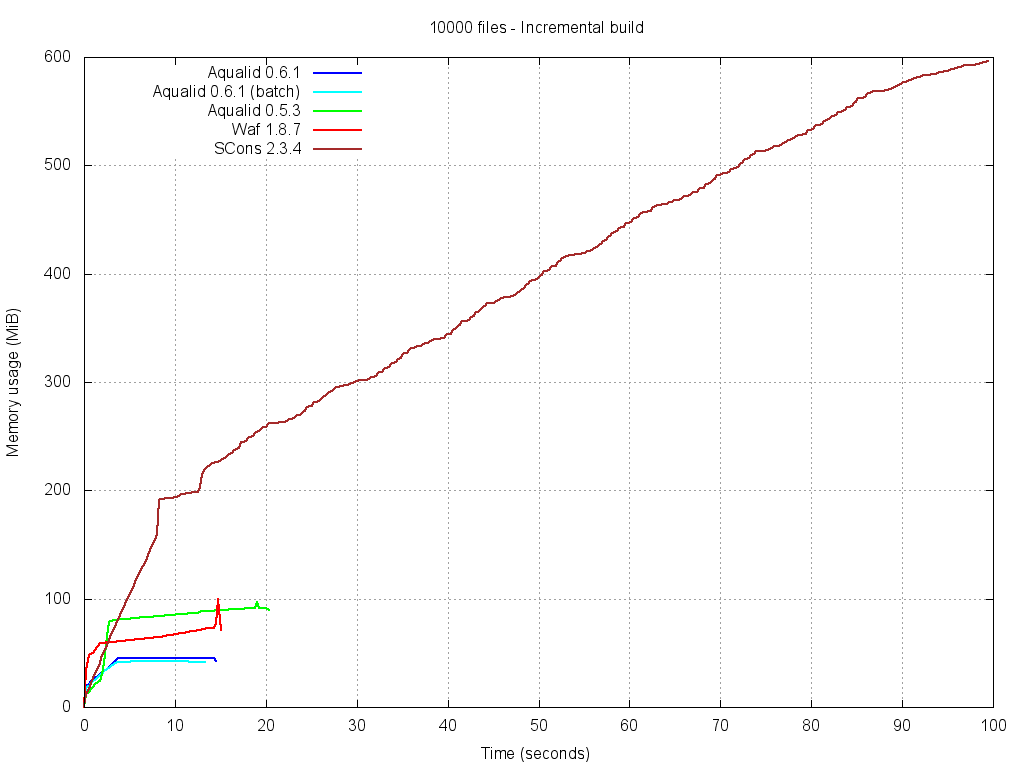 10000 files - Incremental build
600
500
400
300
200
100
0
Memory usage (MiB)
Aqualid 0.6.1
Aqualid 0.6.1 (batch)
Aqualid 0.5.3
Waf 1.8.7
SCons 2.3.4
0 10 20 30 40 50 60 70 80 90 100
Time (seconds)